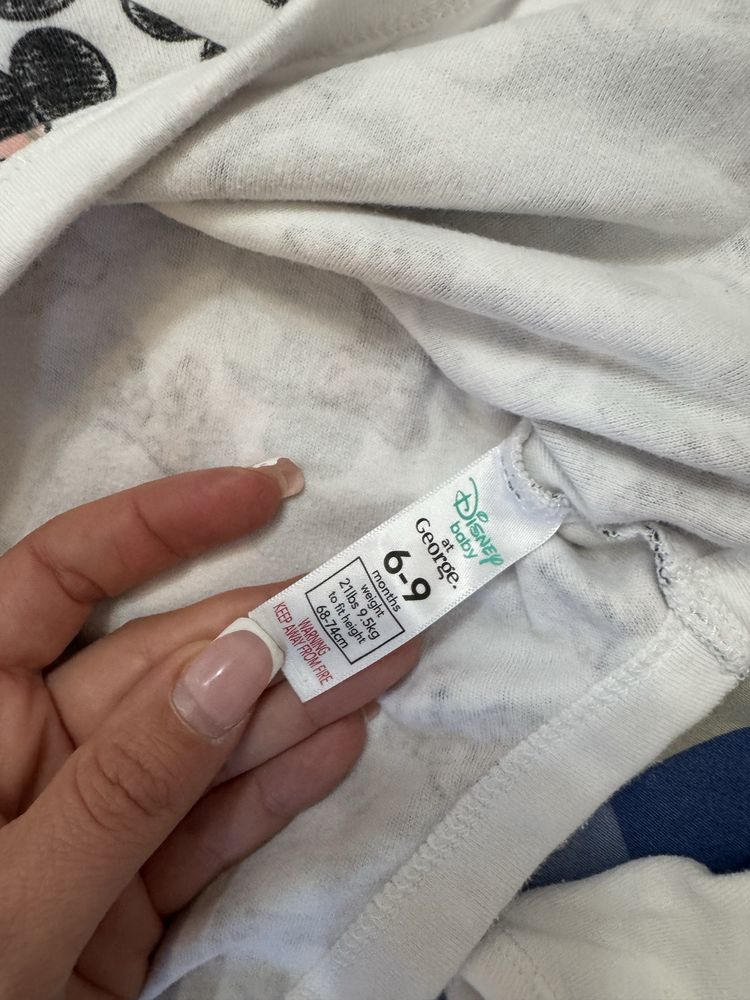 Disney
baby
at
George.
6-9
months
weight
21lbs 9.5kg
to fit height
68-74cm
WARNING
KEEP AWAY FROM FIRE